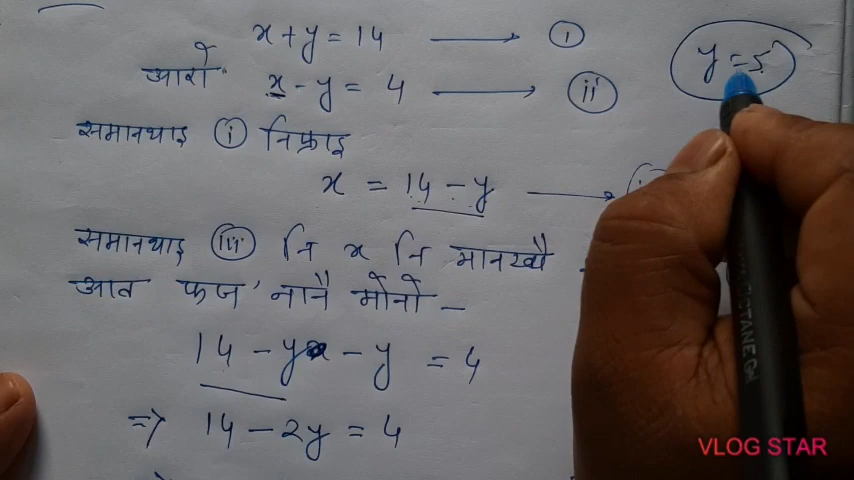 x + y = 14 → (i)
y = 5
आरो x - y = 4 → (ii)
समानथाइ (i) निफ्राइ
x = 14 - y →
समानथाइ (iii) नि x नि मानखौ
आव फज' नानै मोनो —
14 - y - y = 4
⇒ 14 - 2y = 4
VLOG STAR